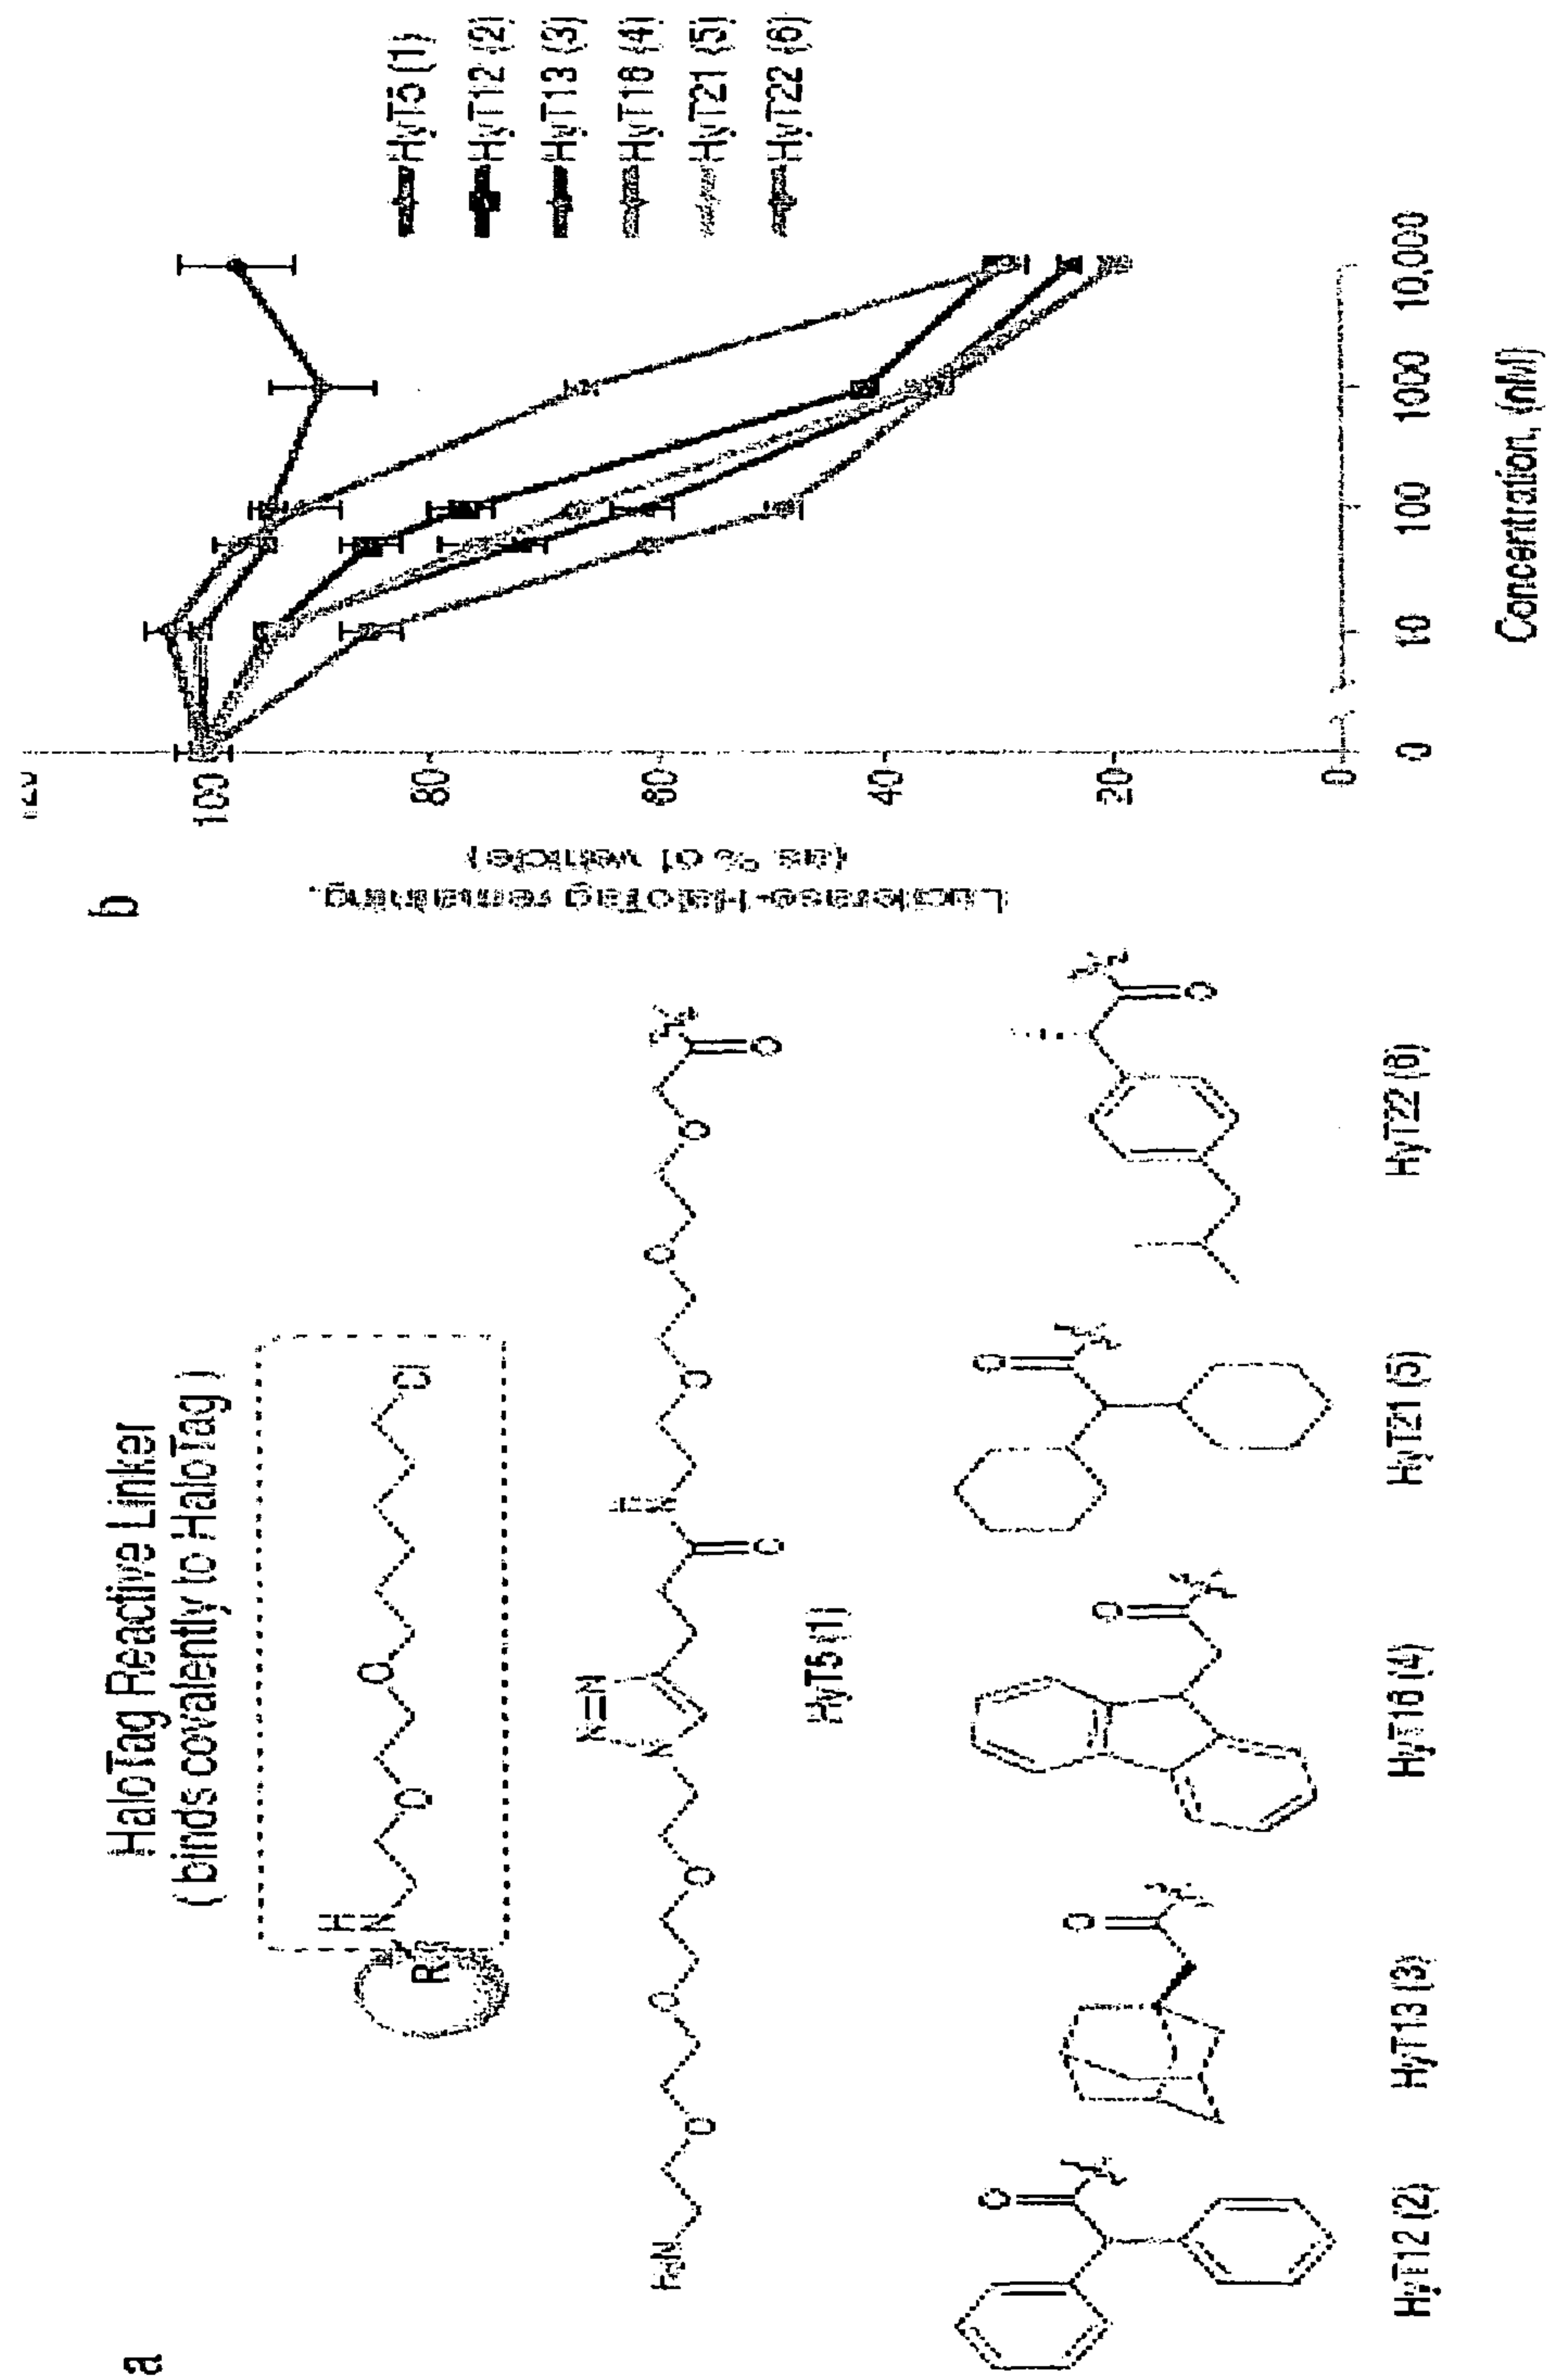 a
HaloTag Reactive Linker
( binds covalently to HaloTag )
H
N
R
O
O
Cl
N=N
N
H
N
O
O
O
O
O
O
O
O
HyT5 (1)
O
O
O
O
O
HyT12 (2)
HyT13 (3)
HyT16 (4)
HyT21 (5)
HyT22 (6)
b
Luciferase-HaloTag remaining,
(as % of vehicle)
100
80
60
40
20
0
0
10
100
1000
10,000
Concentration, (nM)
HyT5 (1)
HyT12 (2)
HyT13 (3)
HyT16 (4)
HyT21 (5)
HyT22 (6)